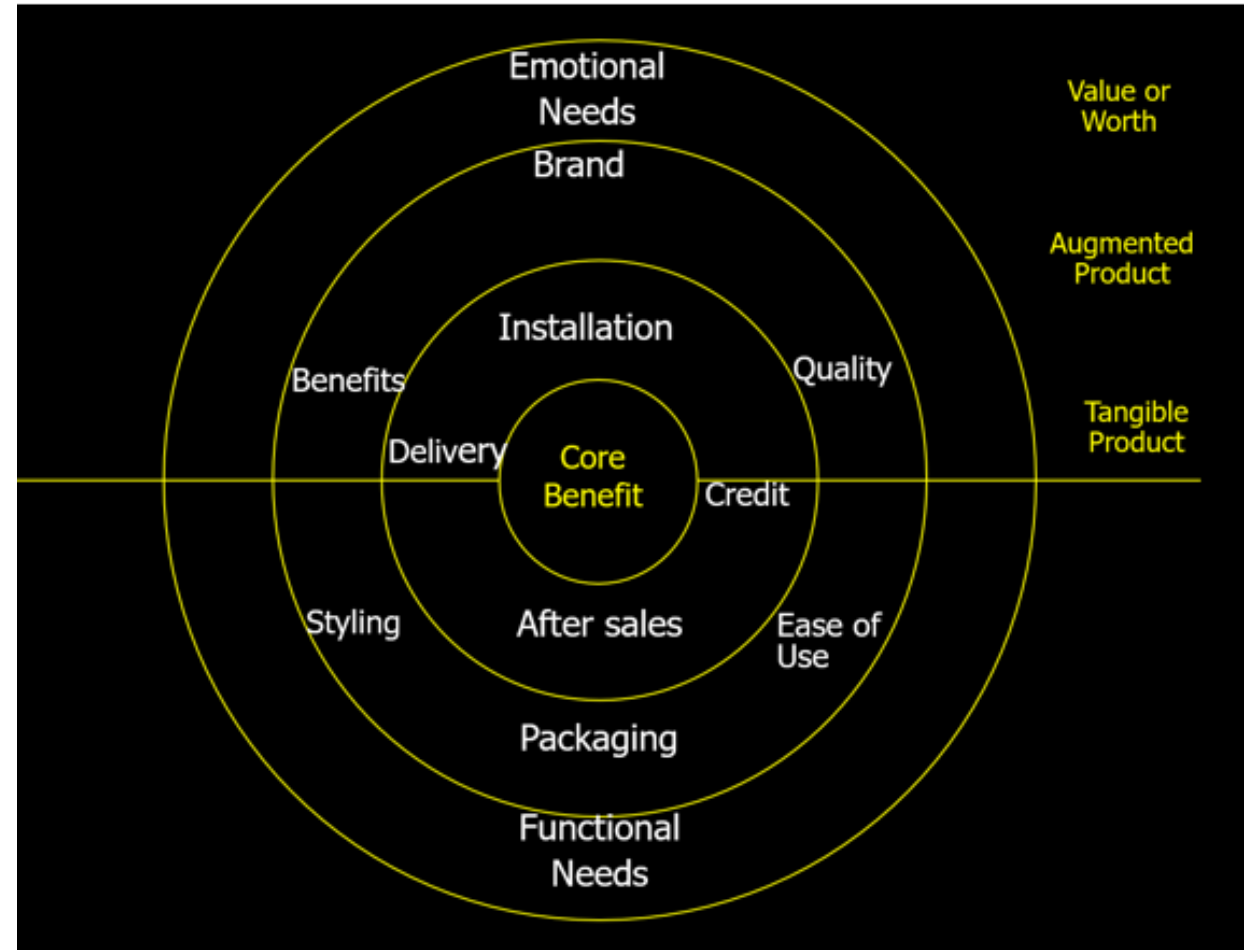 Emotional
Needs
Value or
Worth
Brand
Augmented
Product
Installation
Benefits
Quality
Delivery
Core
Benefit
Tangible
Product
Credit
Styling
After sales
Ease of
Use
Packaging
Functional
Needs